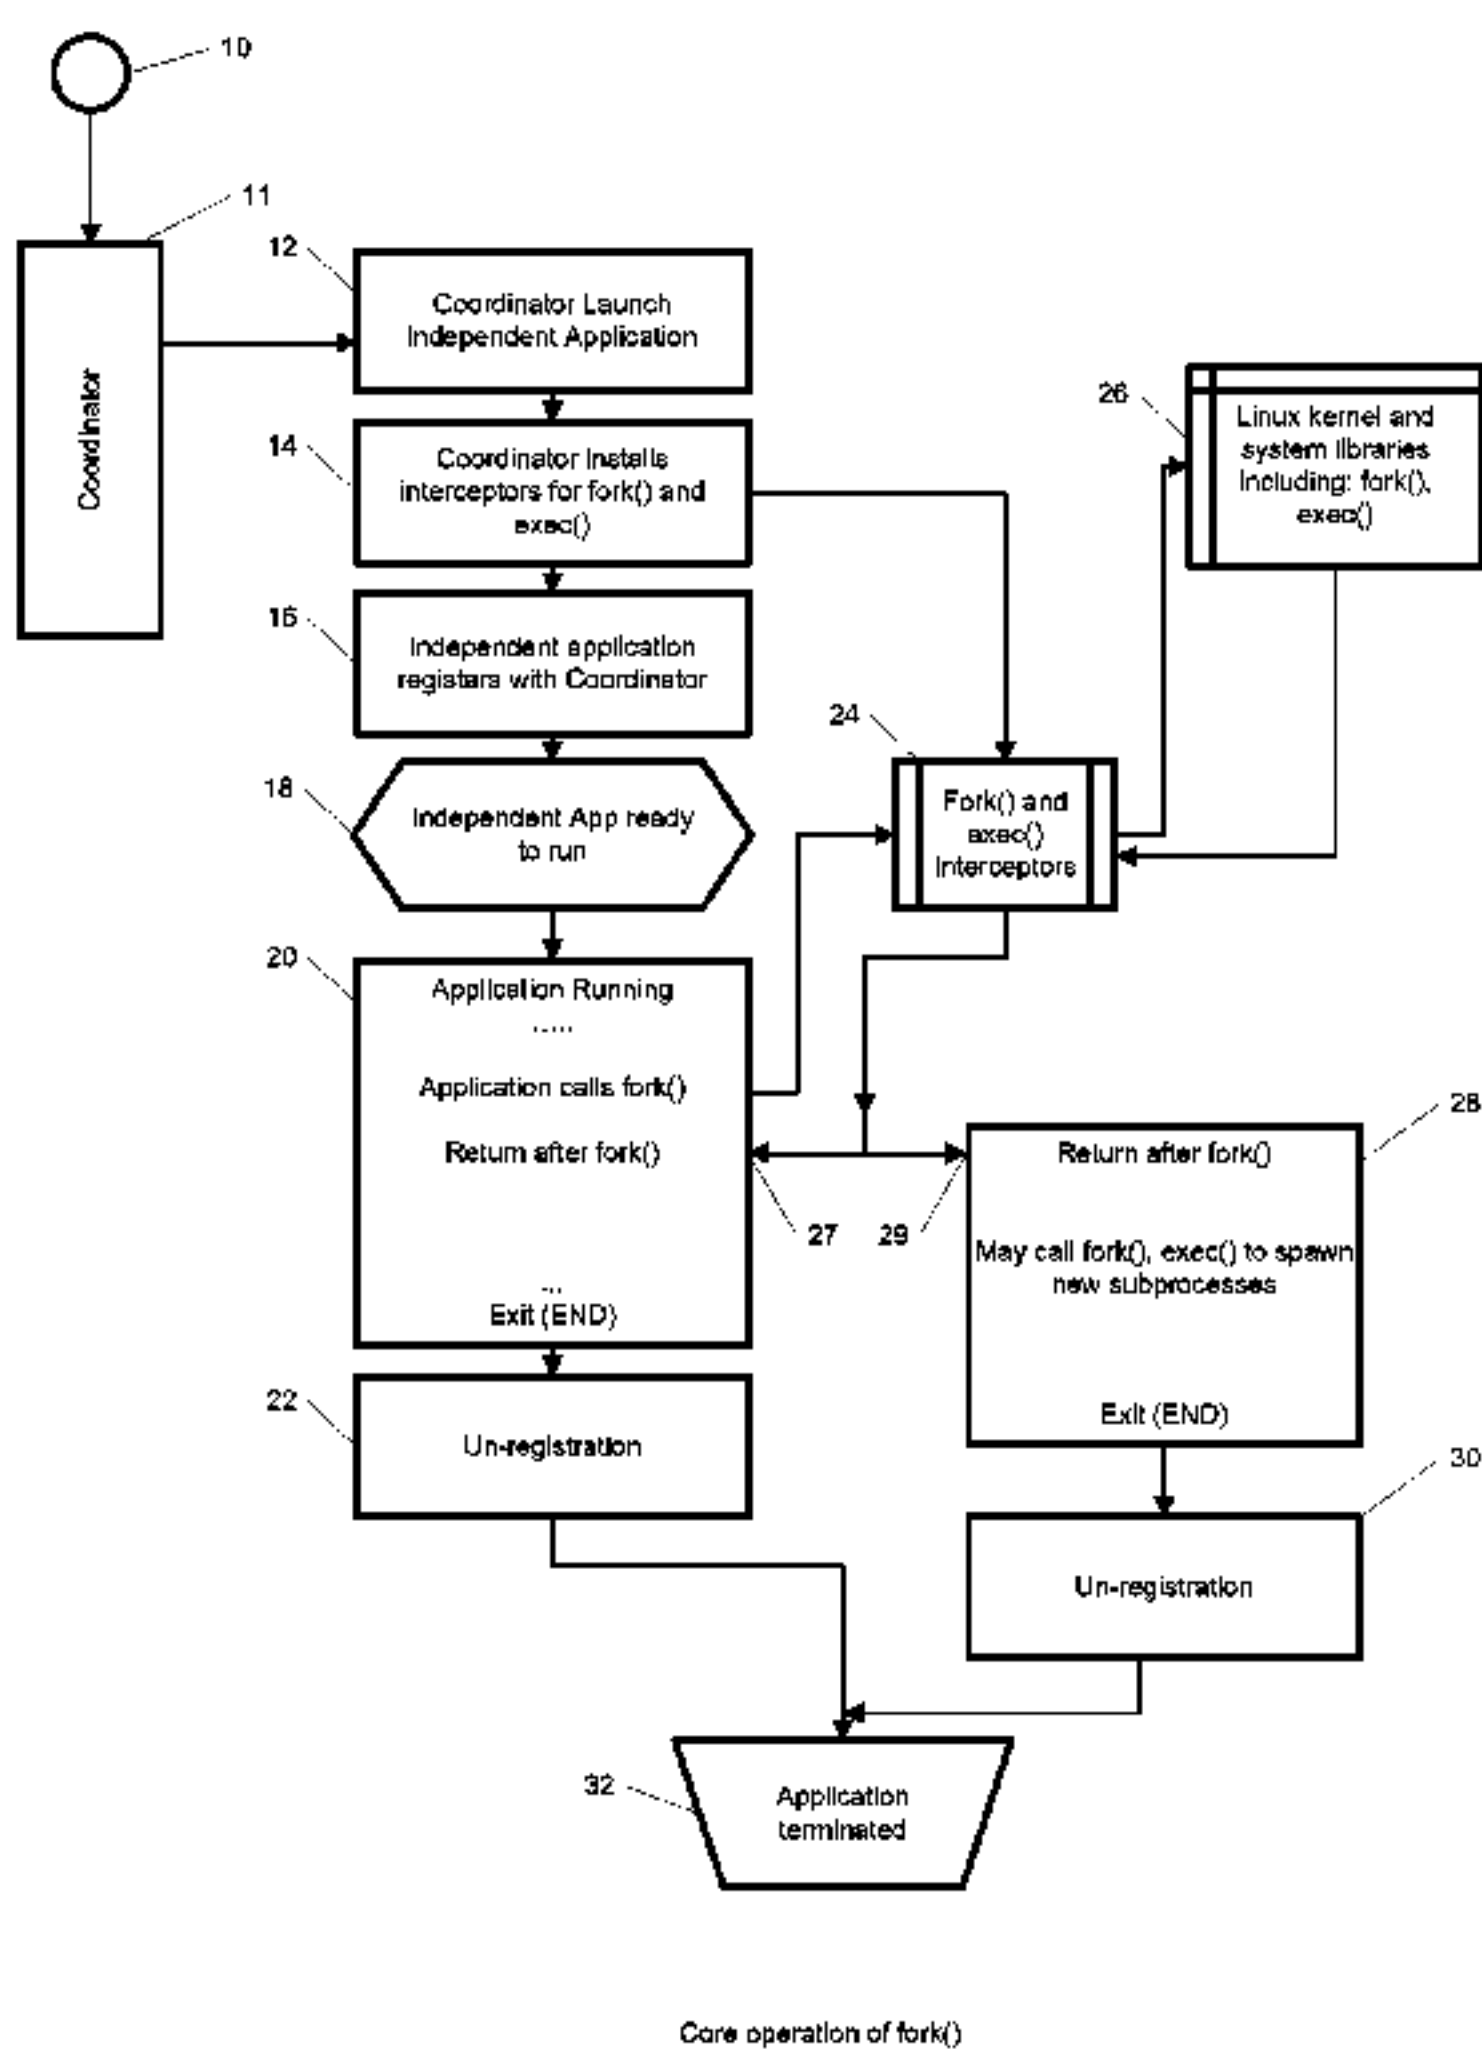 10
11
12
Coordinator
Coordinator Launch
Independent Application
14
Coordinator Installs
interceptors for fork() and
exec()
26
Linux kernel and
system libraries
Including: fork(),
exec()
16
Independent application
registers with Coordinator
18
Independent App ready
to run
24
Fork() and
exec()
Interceptors
20
Application Running
.....
Application calls fork()
Return after fork()
...
Exit (END)
27
29
28
Return after fork()
May call fork(), exec() to spawn
new subprocesses
Exit (END)
22
Un-registration
30
Un-registration
32
Application
terminated
Core operation of fork()